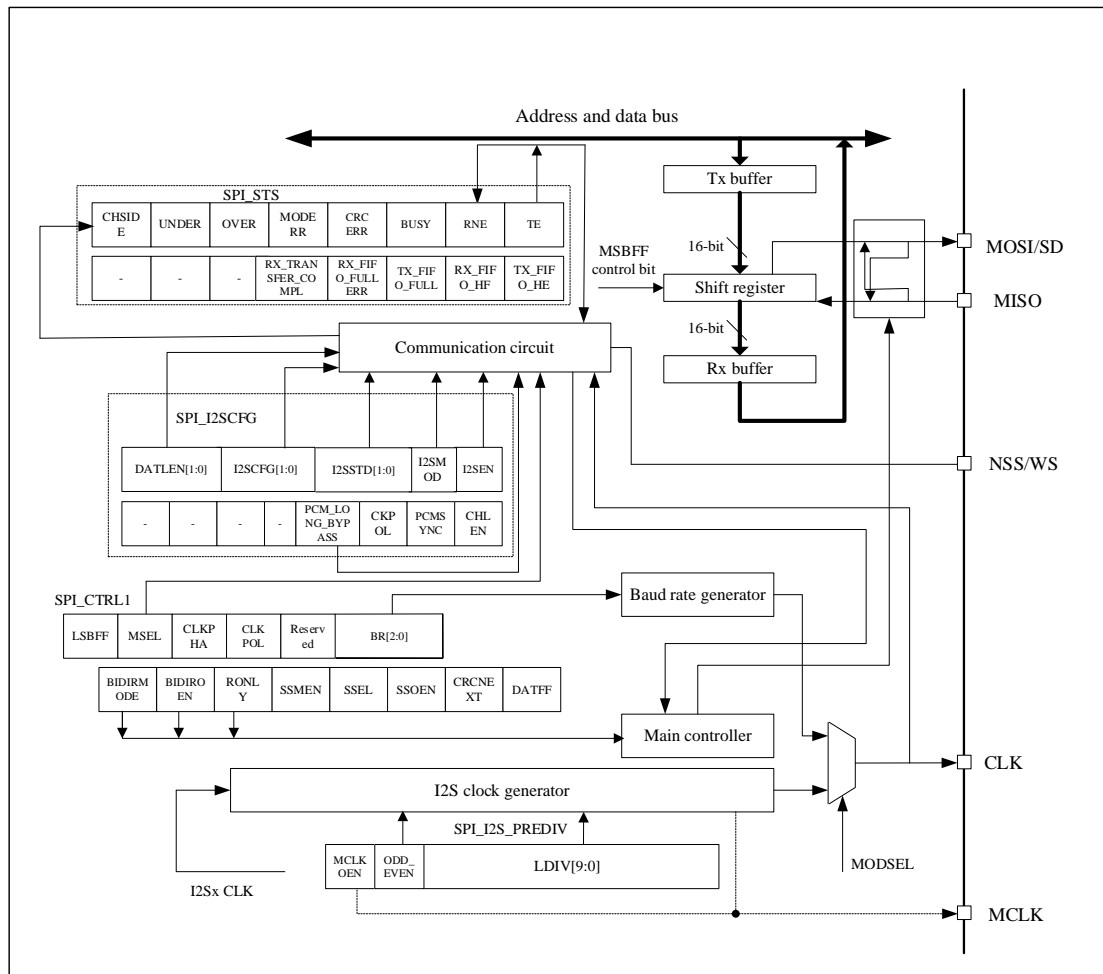 Address and data bus
Tx buffer
SPI_STS
CHSID
E
UNDER
OVER
MODE
RR
CRC
ERR
BUSY
RNE
TE
16-bit
MOSI/SD
MSBFF
control bit
-
-
-
RX_TRAN
SFER_CO
MPL
RX_FIF
O_FULL
ERR
TX_FIF
O_FULL
RX_FIF
O_HF
TX_FIF
O_HE
Shift register
MISO
16-bit
Communication circuit
Rx buffer
SPI_I2SCFG
DATLEN[1:0]
I2SCFG[1:0]
I2SSTD[1:0]
I2SM
OD
I2SEN
NSS/WS
-
-
-
-
PCM_LO
NG_BYP
ASS
CKP
OL
PCMS
YNC
CHL
EN
SPI_CTRL1
Baud rate generator
LSBFF
MSEL
CLKP
HA
CLK
POL
Reserv
ed
BR[2:0]
BIDIRM
ODE
BIDIRO
EN
RONL
Y
SSMEN
SSEL
SSOEN
CRCNE
XT
DATFF
Main controller
CLK
I2S clock generator
SPI_I2S_PREDIV
MCLK
OEN
ODD_
EVEN
LDIV[9:0]
MODSEL
I2Sx CLK
MCLK